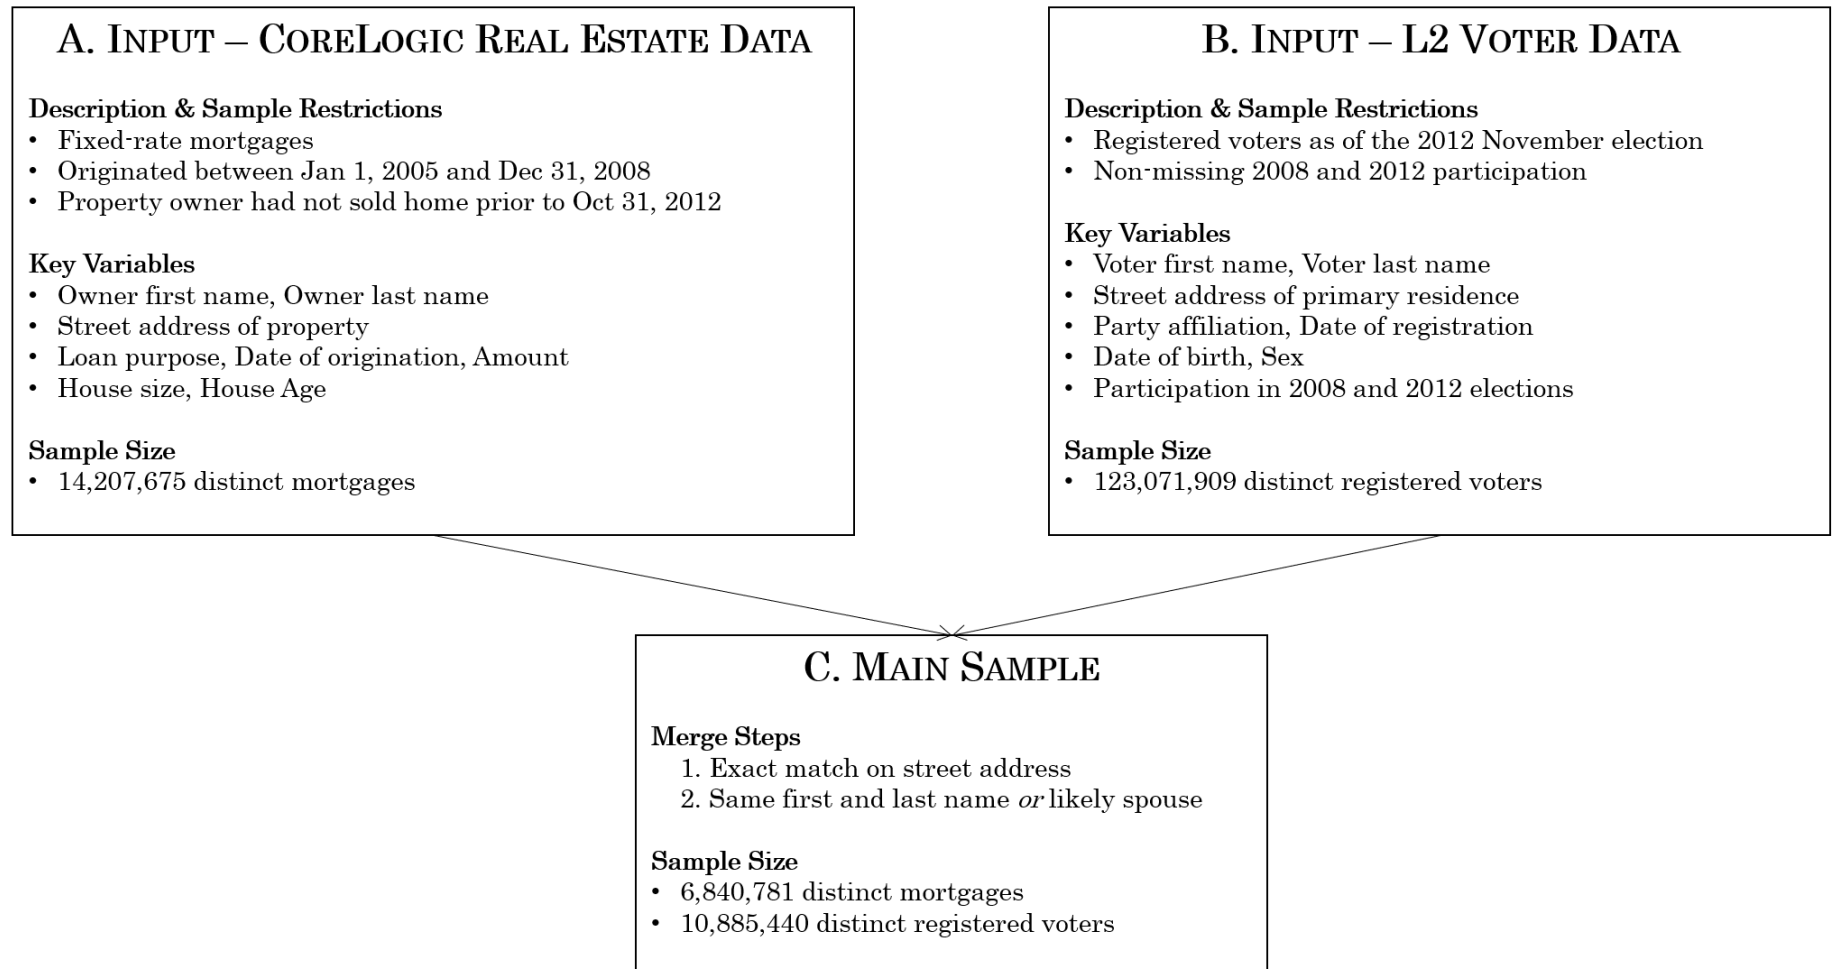 A. Input – CoreLogic Real Estate Data
Description & Sample Restrictions
• Fixed-rate mortgages
• Originated between Jan 1, 2005 and Dec 31, 2008
• Property owner had not sold home prior to Oct 31, 2012
Key Variables
• Owner first name, Owner last name
• Street address of property
• Loan purpose, Date of origination, Amount
• House size, House Age
Sample Size
• 14,207,675 distinct mortgages
B. Input – L2 Voter Data
Description & Sample Restrictions
• Registered voters as of the 2012 November election
• Non-missing 2008 and 2012 participation
Key Variables
• Voter first name, Voter last name
• Street address of primary residence
• Party affiliation, Date of registration
• Date of birth, Sex
• Participation in 2008 and 2012 elections
Sample Size
• 123,071,909 distinct registered voters
C. Main Sample
Merge Steps
1. Exact match on street address
2. Same first and last name or likely spouse
Sample Size
• 6,840,781 distinct mortgages
• 10,885,440 distinct registered voters